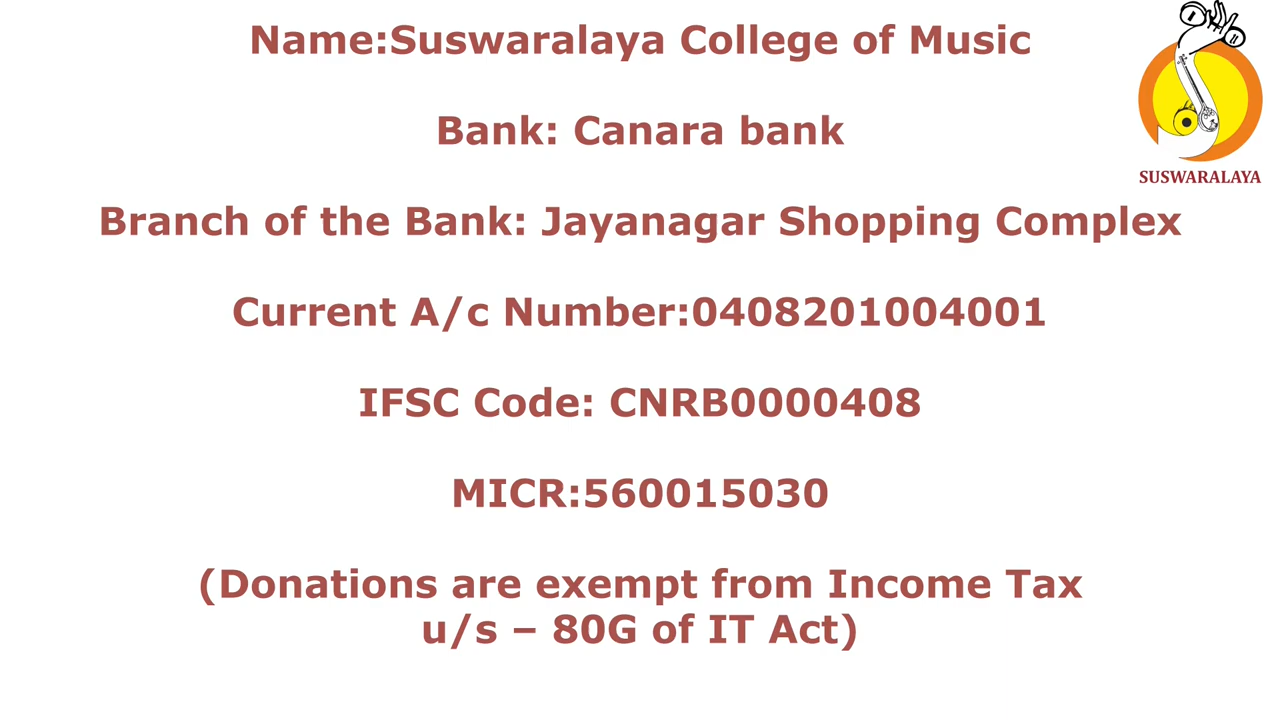 Name:Suswaralaya College of Music
SUSWARALAYA
Bank: Canara bank
Branch of the Bank: Jayanagar Shopping Complex
Current A/c Number:0408201004001
IFSC Code: CNRB0000408
MICR:560015030
(Donations are exempt from Income Tax
u/s – 80G of IT Act)